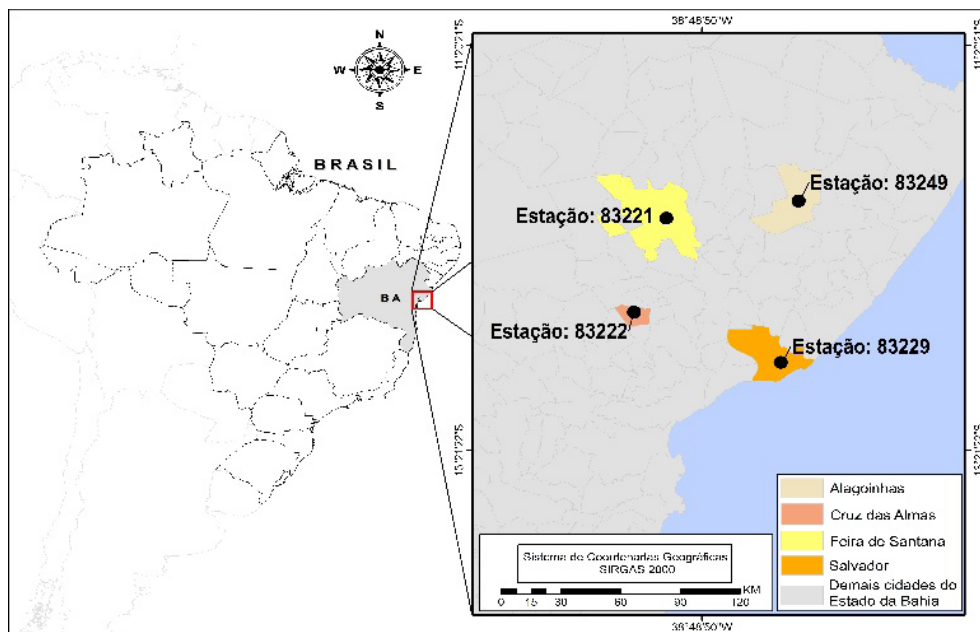 38°48'50"W
N
W E
S
BRASIL
BA
Estação: 83249
Estação: 83221
Estação: 83222
Estação: 83229
Alagoinhas
Cruz das Almas
Feira de Santana
Salvador
Demais cidades do
Estado da Bahia
Sistema de Coordenadas Geográficas
SIRGAS 2000
KM
0 15 30 60 90 120
38°48'50"W